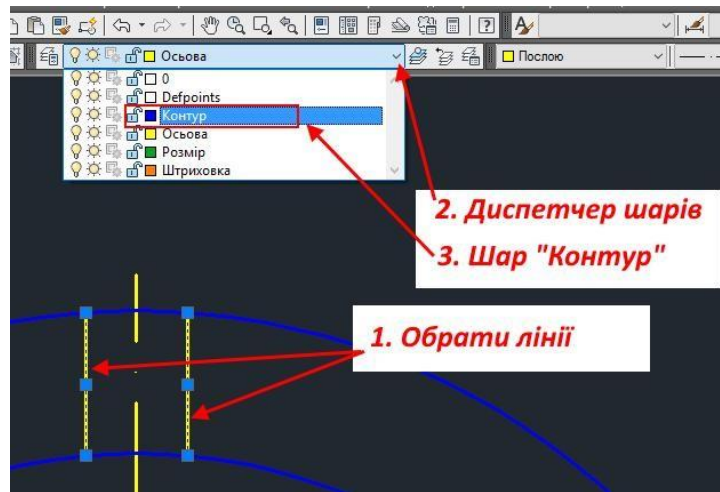 Осьова
Послою
0
Defpoints
Контур
Осьова
Розмір
Штриховка
2. Диспетчер шарів
3. Шар "Контур"
1. Обрати лінії